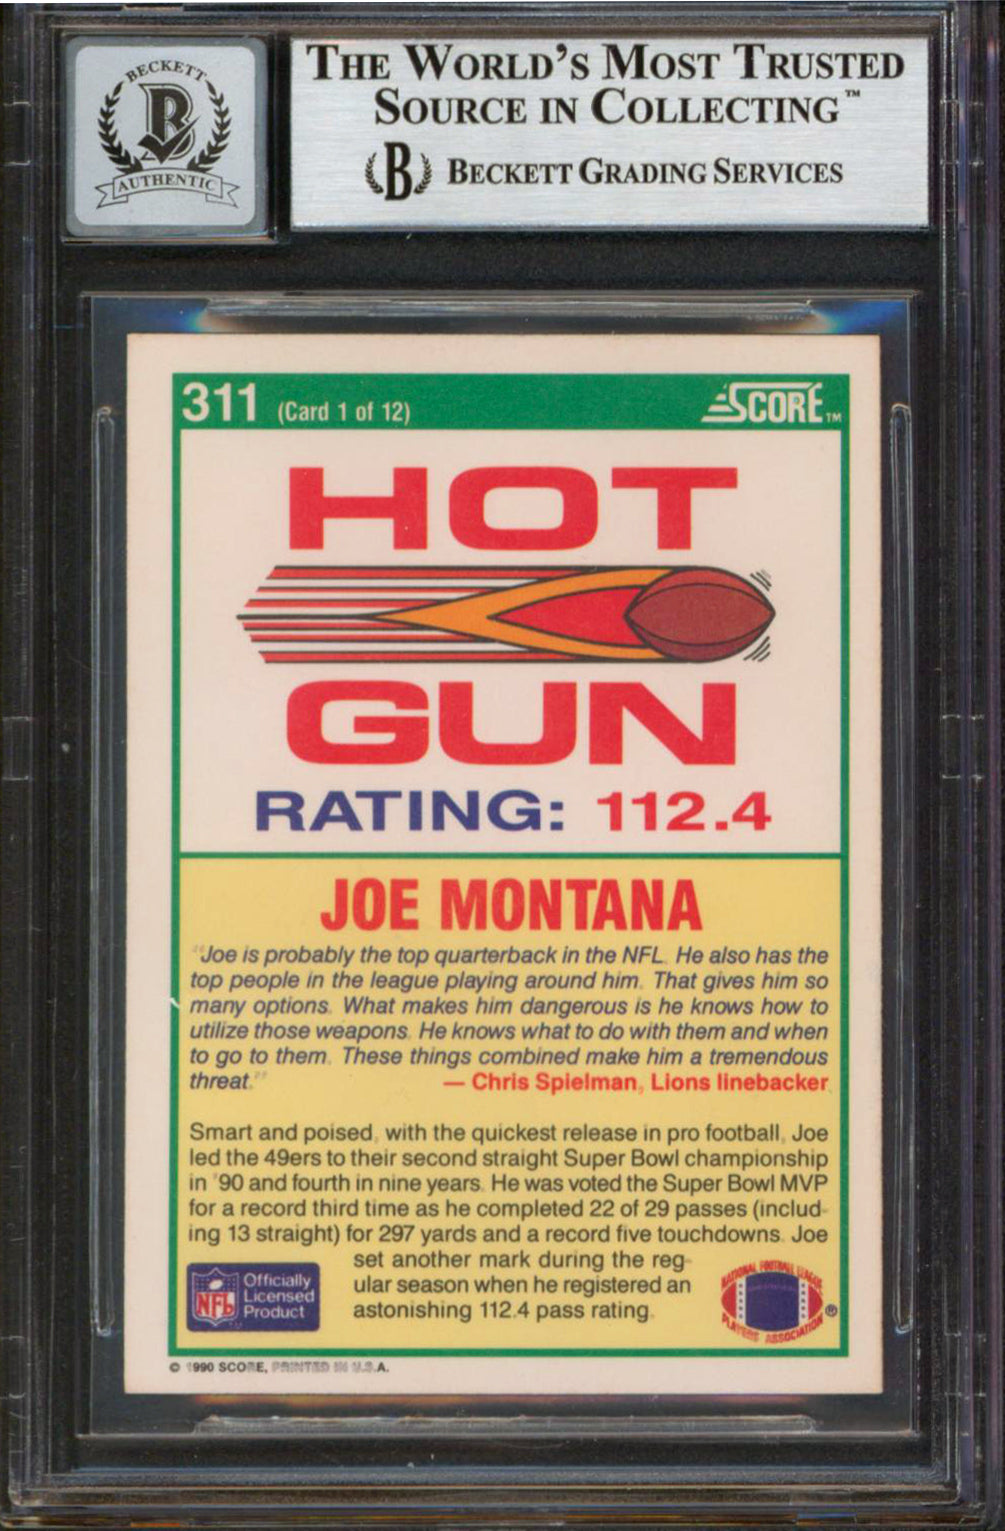 BECKETT
B
AUTHENTIC
THE WORLD'S MOST TRUSTED
SOURCE IN COLLECTING™
B BECKETT GRADING SERVICES
311 (Card 1 of 12) SCORE™
HOT
GUN
RATING: 112.4
JOE MONTANA
"Joe is probably the top quarterback in the NFL. He also has the
top people in the league playing around him. That gives him so
many options. What makes him dangerous is he knows how to
utilize those weapons. He knows what to do with them and when
to go to them. These things combined make him a tremendous
threat." — Chris Spielman, Lions linebacker.
Smart and poised, with the quickest release in pro football, Joe
led the 49ers to their second straight Super Bowl championship
in '90 and fourth in nine years. He was voted the Super Bowl MVP
for a record third time as he completed 22 of 29 passes (includ-
ing 13 straight) for 297 yards and a record five touchdowns. Joe
set another mark during the reg-
ular season when he registered an
astonishing 112.4 pass rating.
NFL
Officially
Licensed
Product
™
NATIONAL FOOTBALL LEAGUE
PLAYERS ASSOCIATION ®
© 1990 SCORE, PRINTED IN U.S.A.